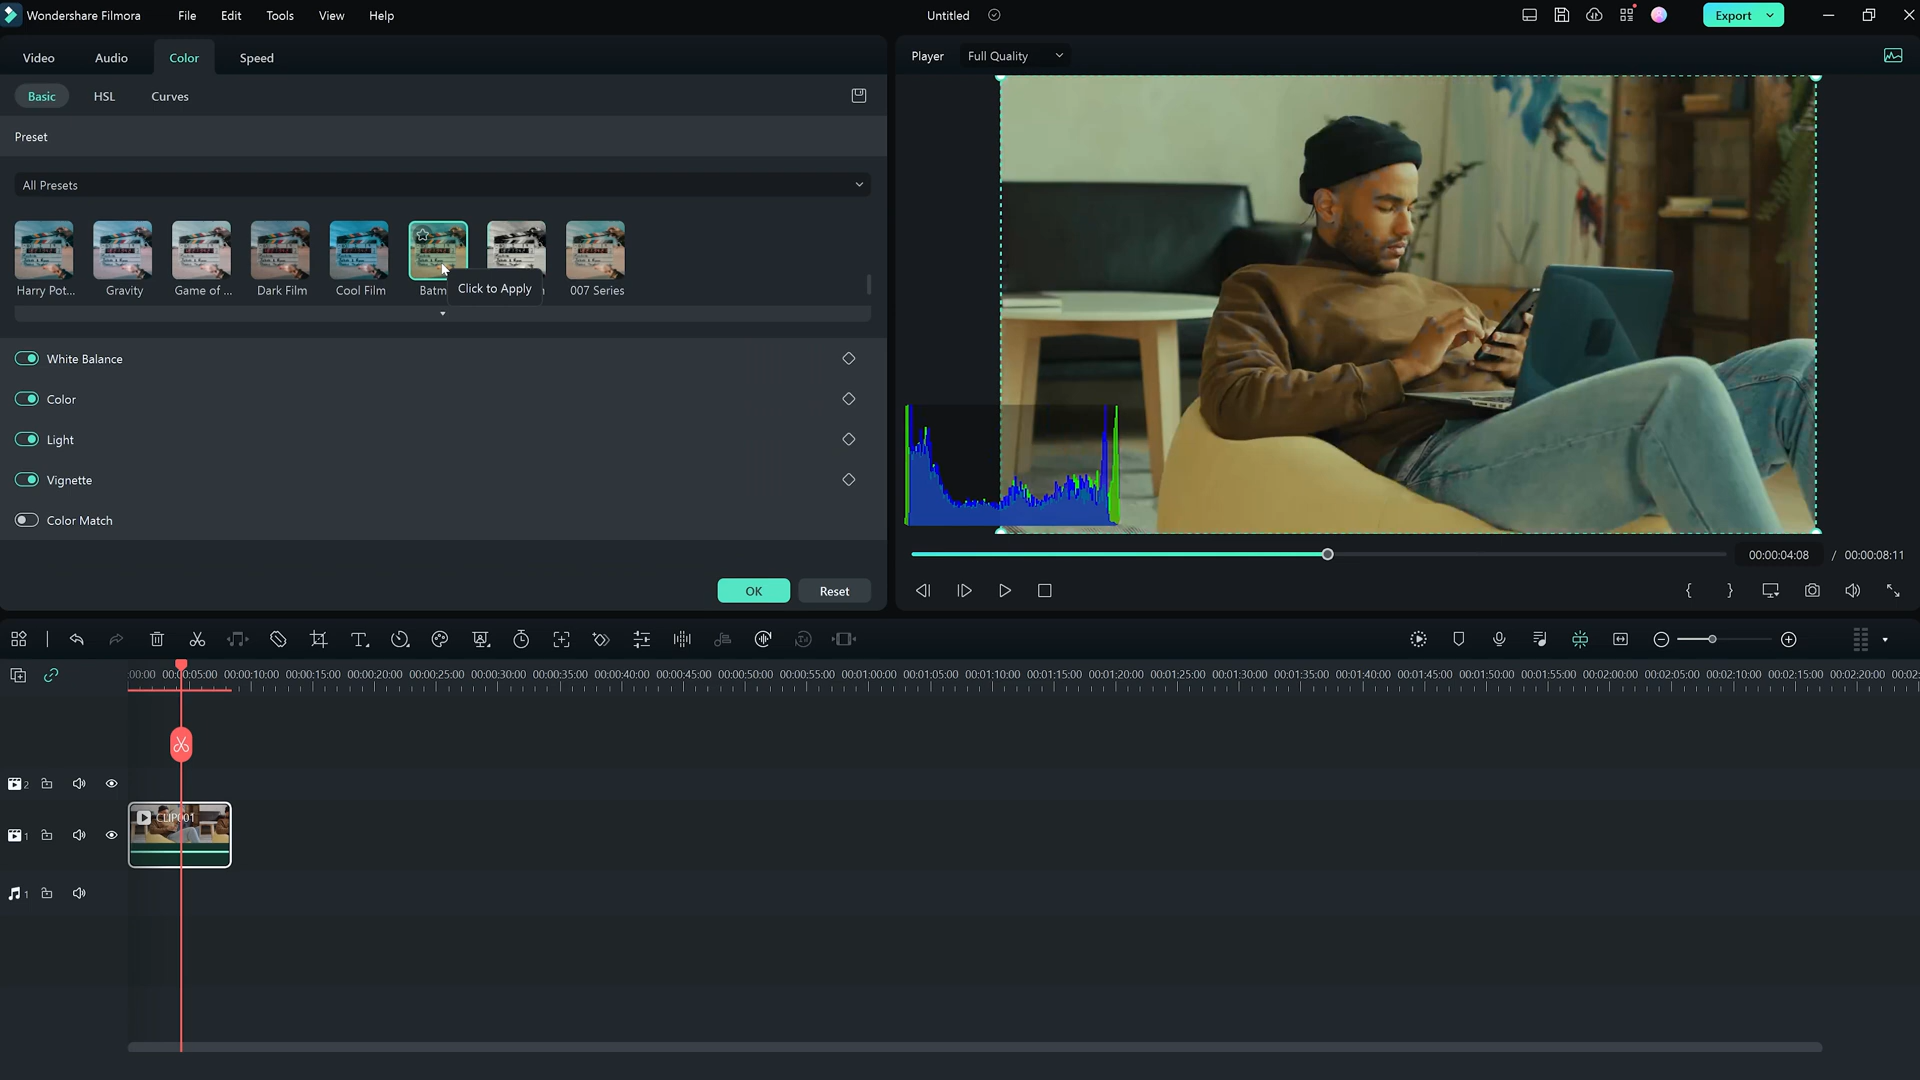 Wondershare Filmora File Edit Tools View Help Untitled Export
Video Audio Color Speed
Player Full Quality
Basic HSL Curves
Preset
All Presets
Harry Pot... Gravity Game of ... Dark Film Cool Film Batm 007 Series
Click to Apply
White Balance
Color
Light
Vignette
Color Match
00:00:04:08 / 00:00:08:11
OK Reset
:00:00 00:00:05:00 00:00:10:00 00:00:15:00 00:00:20:00 00:00:25:00 00:00:30:00 00:00:35:00 00:00:40:00 00:00:45:00 00:00:50:00 00:00:55:00 00:01:00:00 00:01:05:00 00:01:10:00 00:01:15:00 00:01:20:00 00:01:25:00 00:01:30:00 00:01:35:00 00:01:40:00 00:01:45:00 00:01:50:00 00:01:55:00 00:02:00:00 00:02:05:00 00:02:10:00 00:02:15:00 00:02:20:00 00:02:
2
CLIP001
1
1